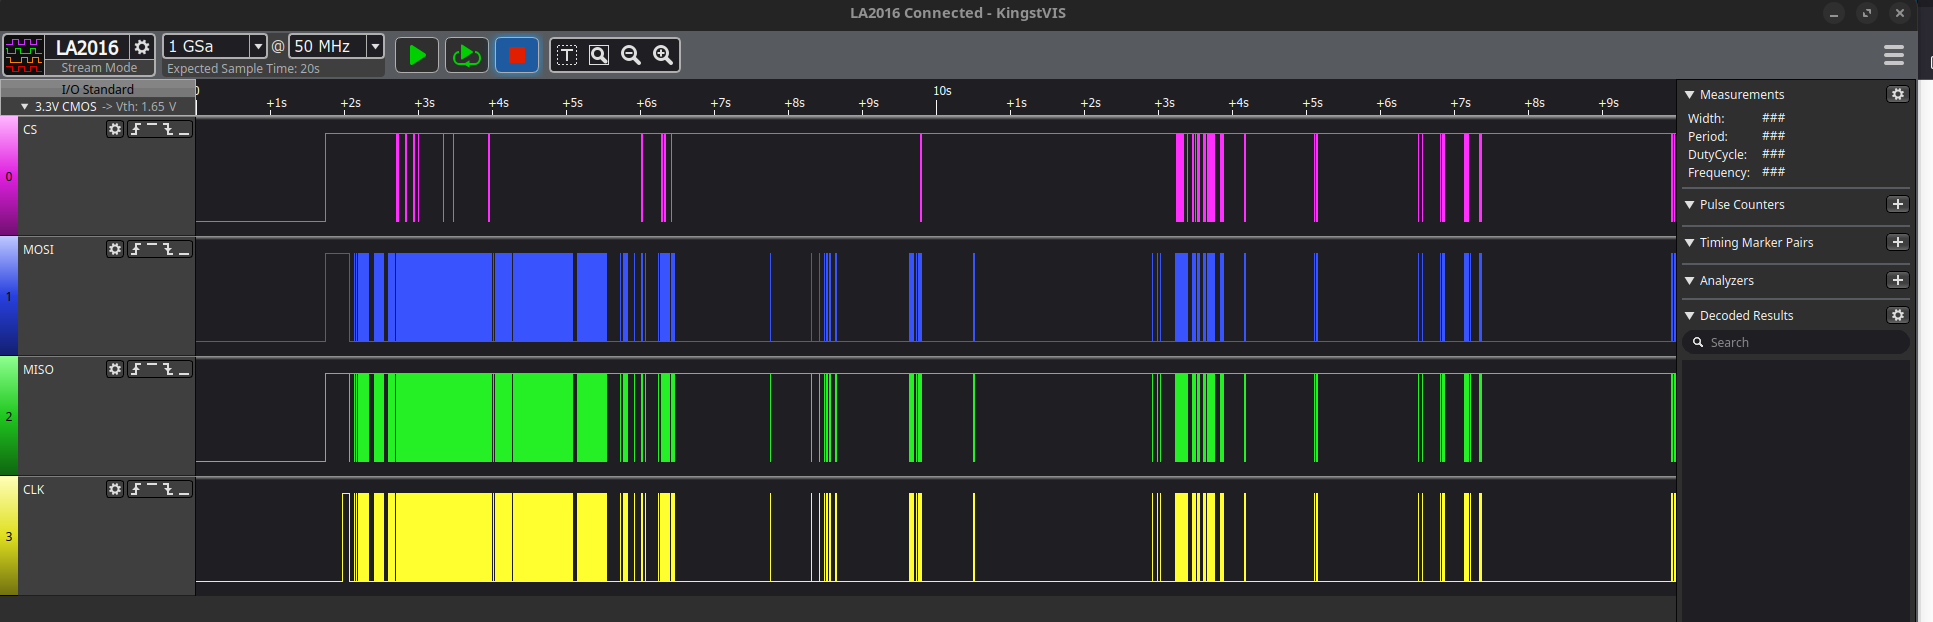 LA2016 Connected - KingstVIS
LA2016
Stream Mode
1 GSa @ 50 MHz
Expected Sample Time: 20s
I/O Standard
3.3V CMOS -> Vth: 1.65 V
0 10s
+1s +2s +3s +4s +5s +6s +7s +8s +9s +1s +2s +3s +4s +5s +6s +7s +8s +9s
CS
0
MOSI
1
MISO
2
CLK
3
Measurements
Width: ###
Period: ###
DutyCycle: ###
Frequency: ###
Pulse Counters
Timing Marker Pairs
Analyzers
Decoded Results
Search